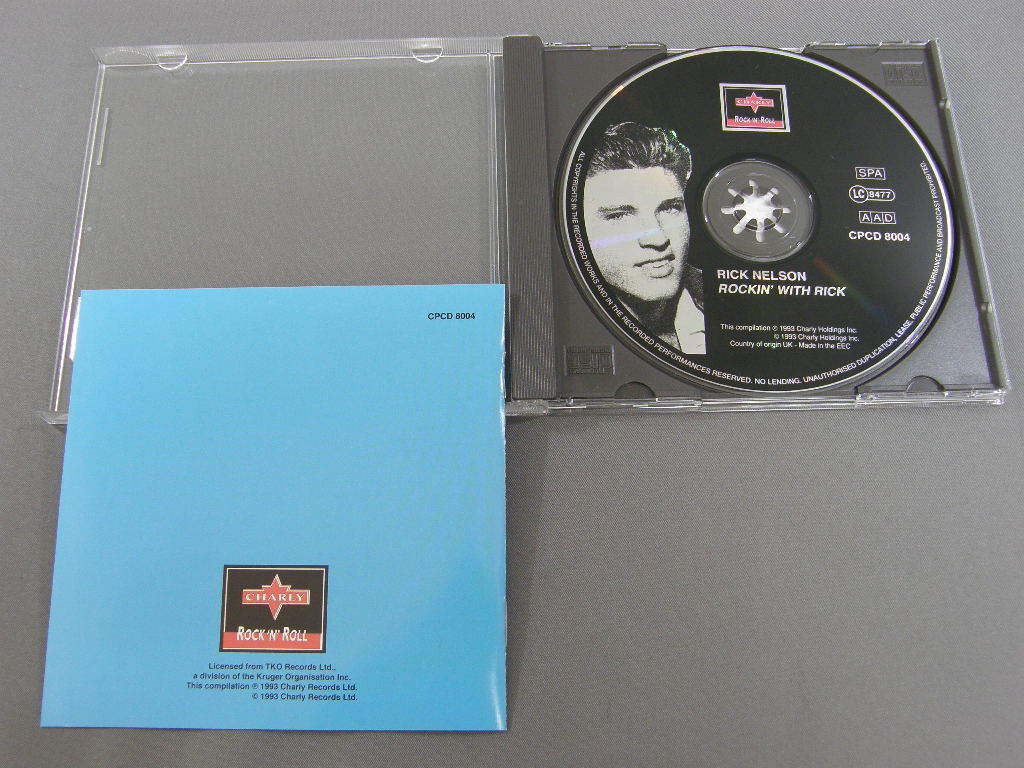 CHARLY
ROCK 'N' ROLL
SPA
LC 8477
AAD
CPCD 8004
RICK NELSON
ROCKIN' WITH RICK
This compilation ℗ 1993 Charly Holdings Inc.
© 1993 Charly Holdings Inc.
Country of origin UK - Made in the EEC
ALL COPYRIGHTS IN THE RECORDED WORKS AND IN THE RECORDED PERFORMANCES RESERVED. NO LENDING. UNAUTHORISED DUPLICATION, LEASE, PUBLIC PERFORMANCE AND BROADCAST PROHIBITED.
CPCD 8004
CHARLY
ROCK 'N' ROLL
Licensed from TKO Records Ltd.,
a division of the Kruger Organisation Inc.
This compilation ℗ 1993 Charly Records Ltd.
© 1993 Charly Records Ltd.